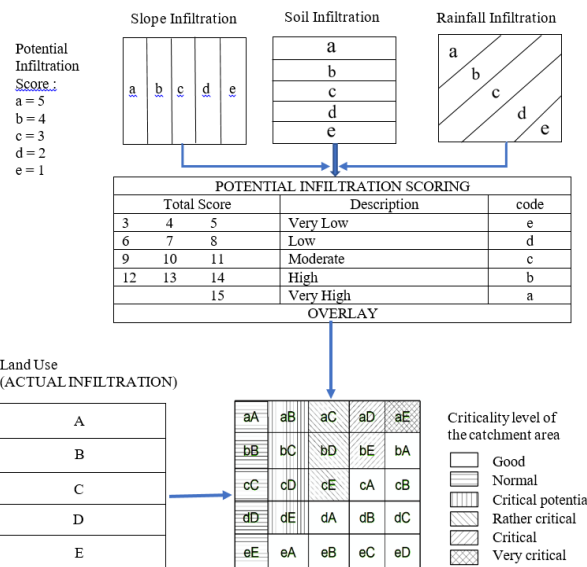 Slope Infiltration
Soil Infiltration
Rainfall Infiltration
Potential
Infiltration
Score :
a = 5
b = 4
c = 3
d = 2
e = 1
a b c d e
a
b
c
d
e
a
b
c
d
e
POTENTIAL INFILTRATION SCORING
Total Score Description code
3 4 5 Very Low e
6 7 8 Low d
9 10 11 Moderate c
12 13 14 High b
15 Very High a
OVERLAY
Land Use
(ACTUAL INFILTRATION)
A
B
C
D
E
aA aB aC aD aE
bB bC bD bE bA
cC cD cE cA cB
dD dE dA dB dC
eE eA eB eC eD
Criticality level of
the catchment area
Good
Normal
Critical potential
Rather critical
Critical
Very critical